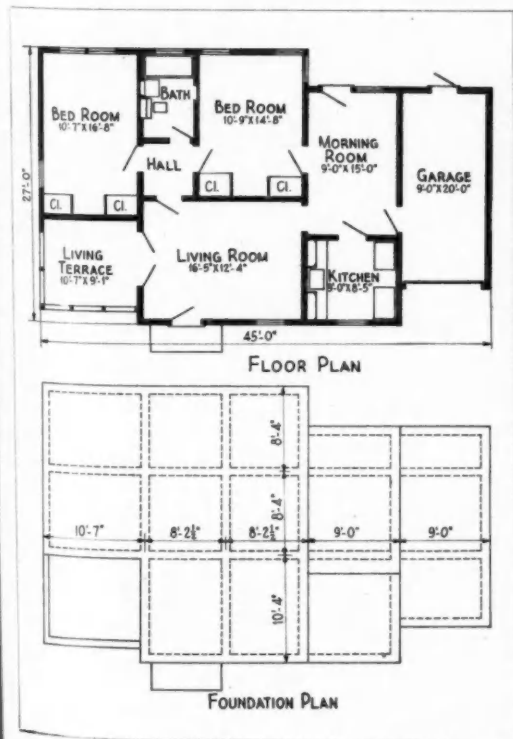 BED ROOM
10'-7"X16'-8"
BATH
BED ROOM
10'-9"X14'-8"
MORNING
ROOM
9'-0"X15'-0"
GARAGE
9'-0"X20'-0"
HALL
Cl.
Cl.
Cl.
Cl.
27'-0"
LIVING
TERRACE
10'-7"X9'-1"
LIVING ROOM
16'-5"X12'-4"
KITCHEN
9'-0"X8'-5"
45'-0"
FLOOR PLAN
8'-4"
8'-4"
10'-7"
8'-2½"
8'-2½"
9'-0"
9'-0"
10'-4"
FOUNDATION PLAN